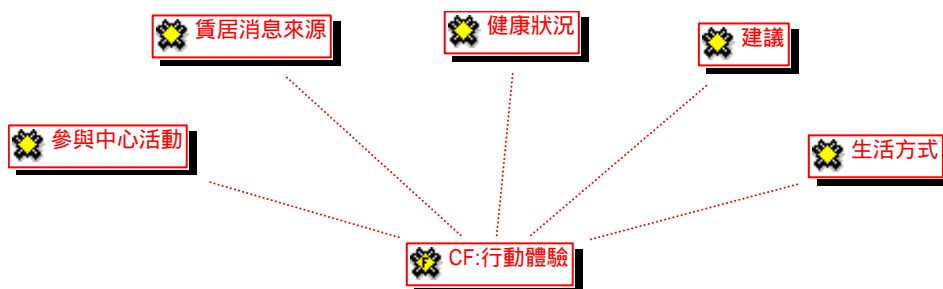 賃居消息來源
健康狀況
建議
參與中心活動
生活方式
CF:行動體驗